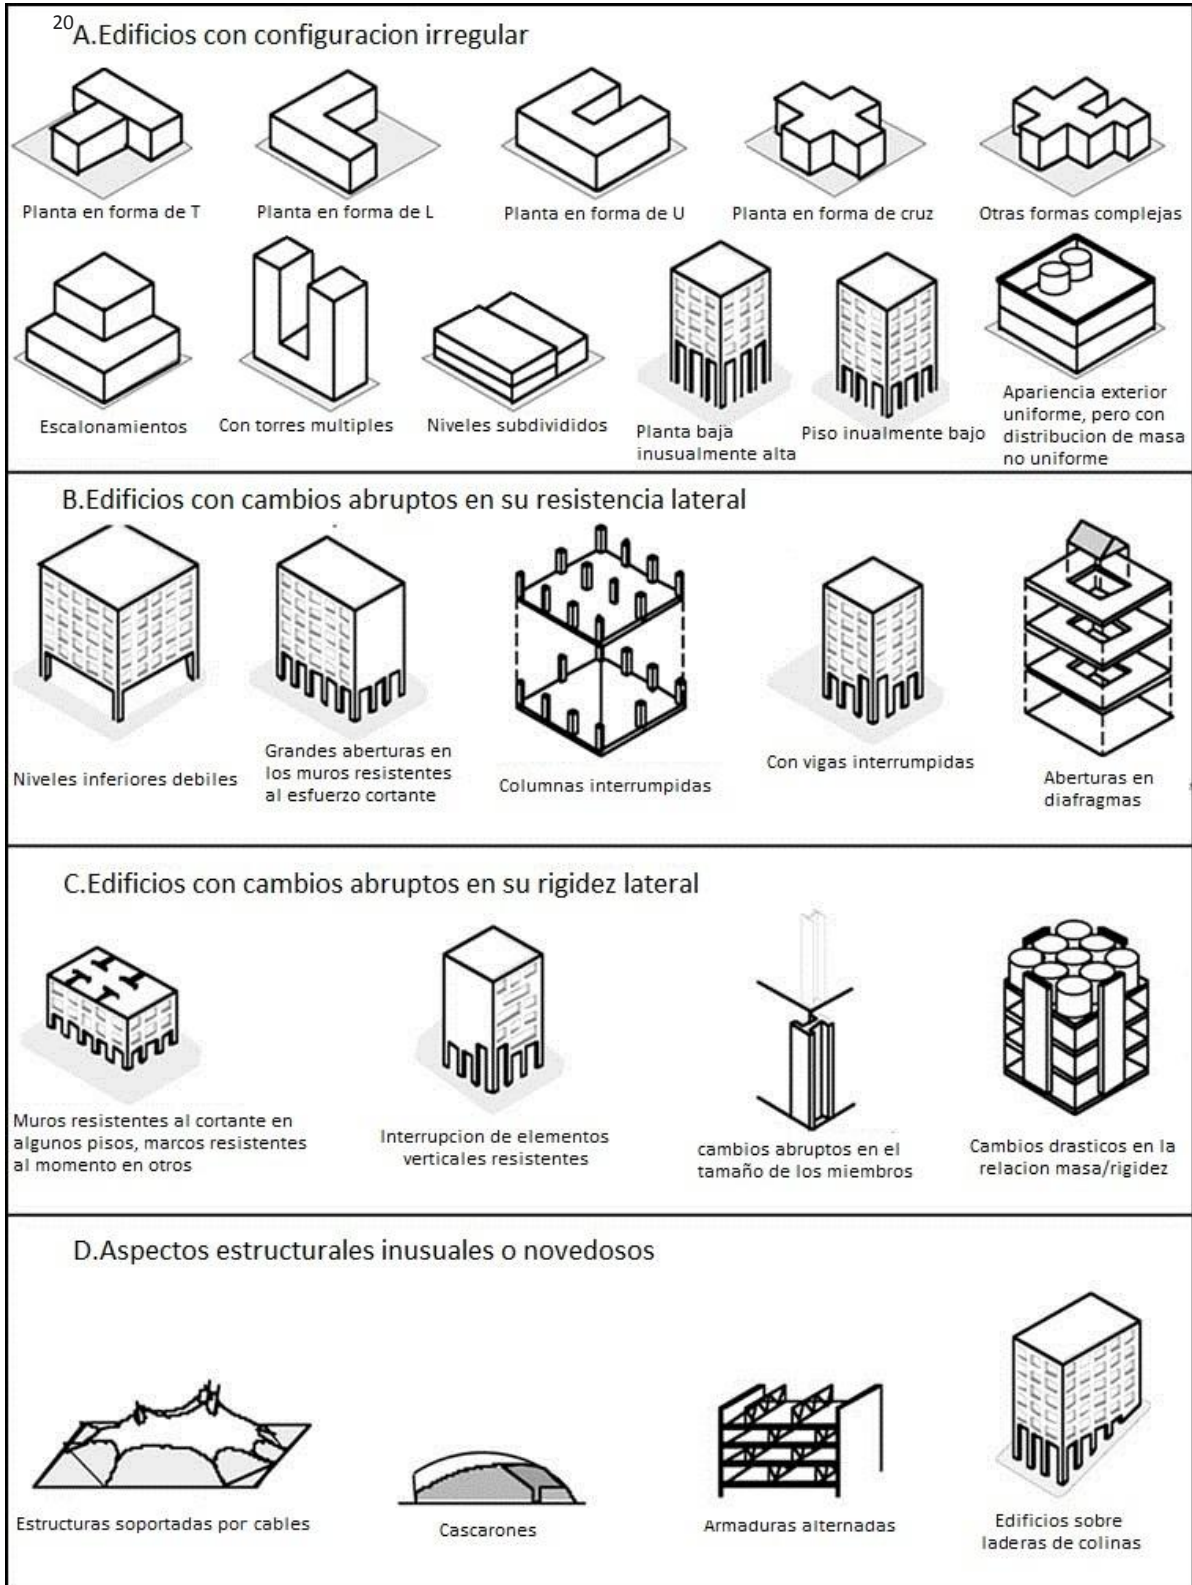 20A.Edificios con configuracion irregular
Planta en forma de T
Planta en forma de L
Planta en forma de U
Planta en forma de cruz
Otras formas complejas
Escalonamientos
Con torres multiples
Niveles subdivididos
Planta baja
inusualmente alta
Piso inualmente bajo
Apariencia exterior
uniforme, pero con
distribucion de masa
no uniforme
B.Edificios con cambios abruptos en su resistencia lateral
Niveles inferiores debiles
Grandes aberturas en
los muros resistentes
al esfuerzo cortante
Columnas interrumpidas
Con vigas interrumpidas
Aberturas en
diafragmas
C.Edificios con cambios abruptos en su rigidez lateral
Muros resistentes al cortante en
algunos pisos, marcos resistentes
al momento en otros
Interrupcion de elementos
verticales resistentes
cambios abruptos en el
tamaño de los miembros
Cambios drasticos en la
relacion masa/rigidez
D.Aspectos estructurales inusuales o novedosos
Estructuras soportadas por cables
Cascarones
Armaduras alternadas
Edificios sobre
laderas de colinas